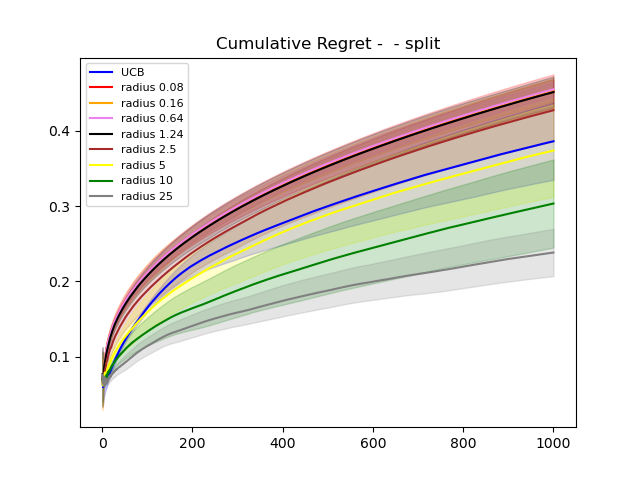 Cumulative Regret -  - split
UCB
radius 0.08
radius 0.16
radius 0.64
radius 1.24
radius 2.5
radius 5
radius 10
radius 25
0.4
0.3
0.2
0.1
0 200 400 600 800 1000